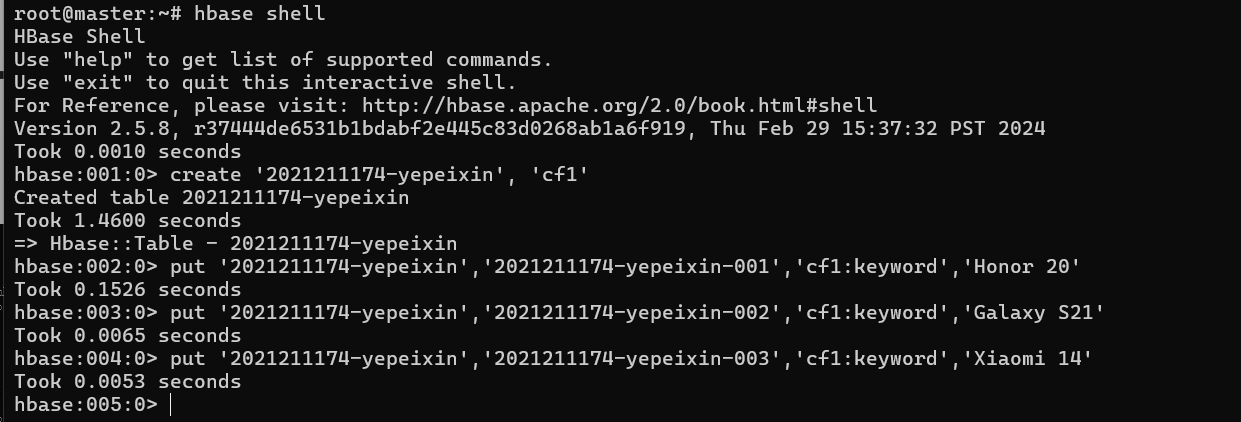 root@master:~# hbase shell
HBase Shell
Use "help" to get list of supported commands.
Use "exit" to quit this interactive shell.
For Reference, please visit: http://hbase.apache.org/2.0/book.html#shell
Version 2.5.8, r37444de6531b1bdabf2e445c83d0268ab1a6f919, Thu Feb 29 15:37:32 PST 2024
Took 0.0010 seconds
hbase:001:0> create '2021211174-yepeixin', 'cf1'
Created table 2021211174-yepeixin
Took 1.4600 seconds
=> Hbase::Table - 2021211174-yepeixin
hbase:002:0> put '2021211174-yepeixin','2021211174-yepeixin-001','cf1:keyword','Honor 20'
Took 0.1526 seconds
hbase:003:0> put '2021211174-yepeixin','2021211174-yepeixin-002','cf1:keyword','Galaxy S21'
Took 0.0065 seconds
hbase:004:0> put '2021211174-yepeixin','2021211174-yepeixin-003','cf1:keyword','Xiaomi 14'
Took 0.0053 seconds
hbase:005:0>